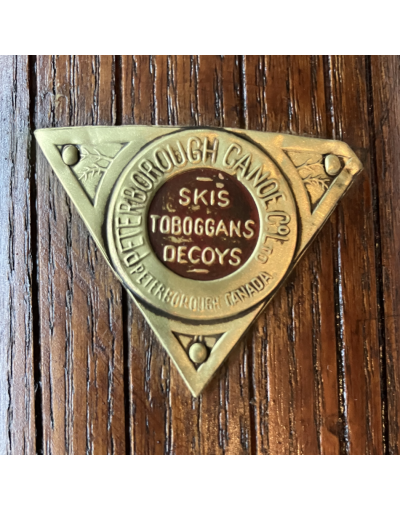 PETERBOROUGH CANOE CO. LTD
SKIS
TOBOGGANS
DECOYS
PETERBOROUGH CANADA.